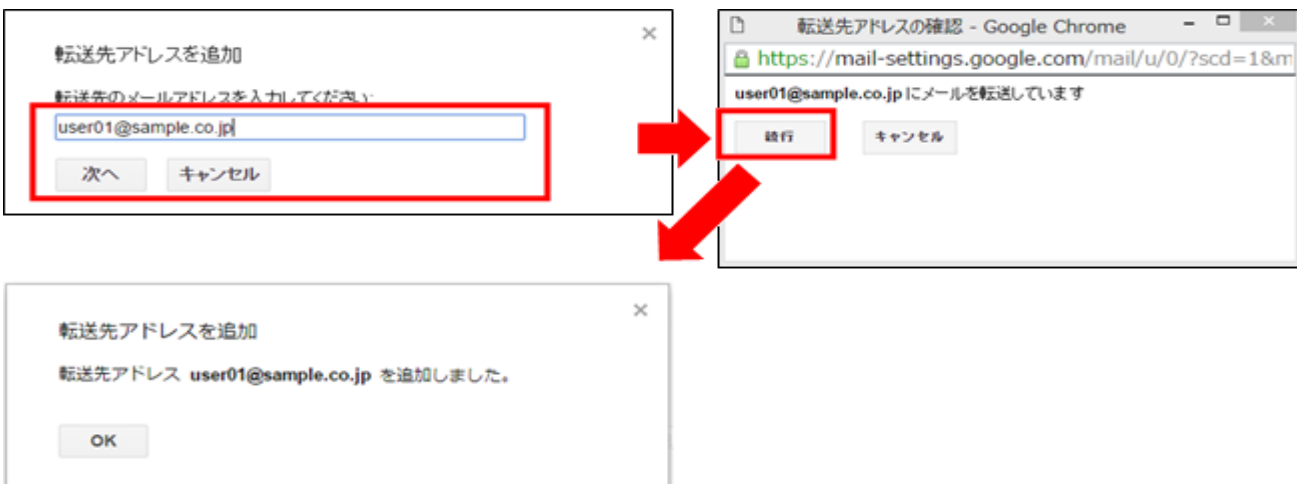 転送先アドレスを追加
転送先のメールアドレスを入力してください:
user01@sample.co.jp
次へ キャンセル
転送先アドレスの確認 - Google Chrome
https://mail-settings.google.com/mail/u/0/?scd=1&m
user01@sample.co.jp にメールを転送しています
続行 キャンセル
転送先アドレスを追加
転送先アドレス user01@sample.co.jp を追加しました。
OK